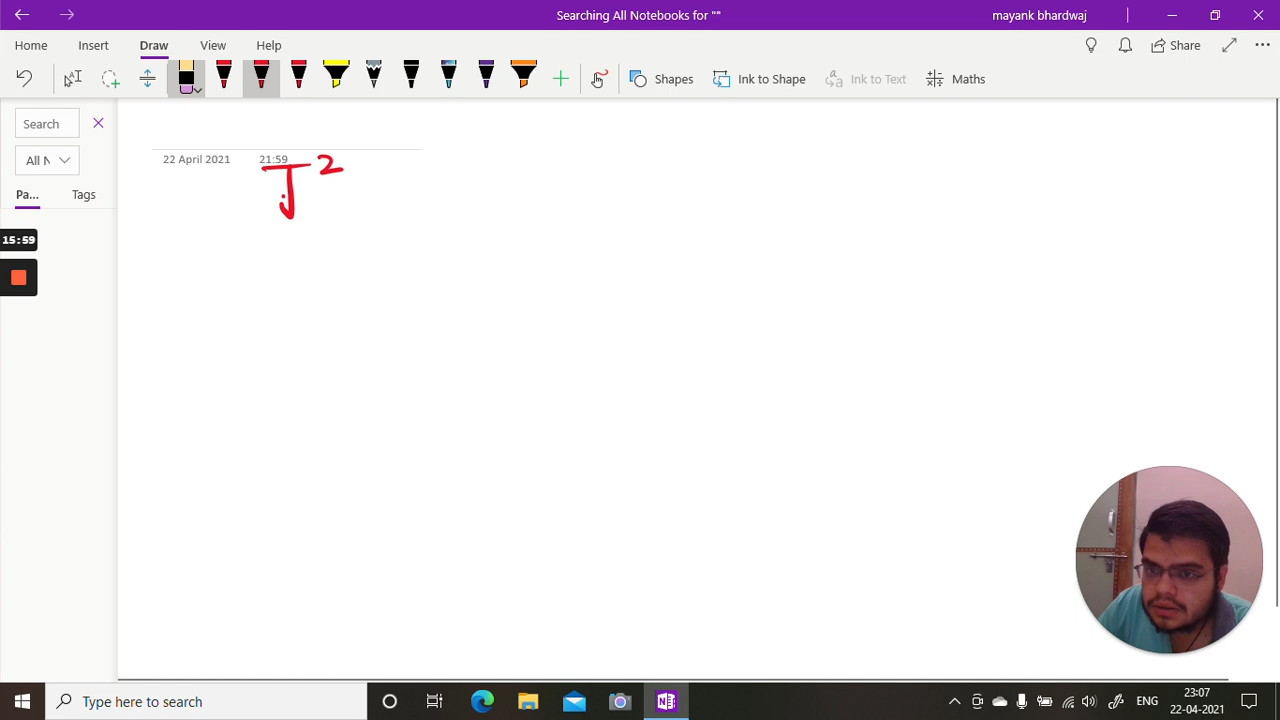 Searching All Notebooks for ""
mayank bhardwaj
Home Insert Draw View Help
Share
Shapes Ink to Shape Ink to Text Maths
Search
All N
Pa... Tags
22 April 2021 21:59
J²
15:59
Type here to search
ENG
23:07
22-04-2021